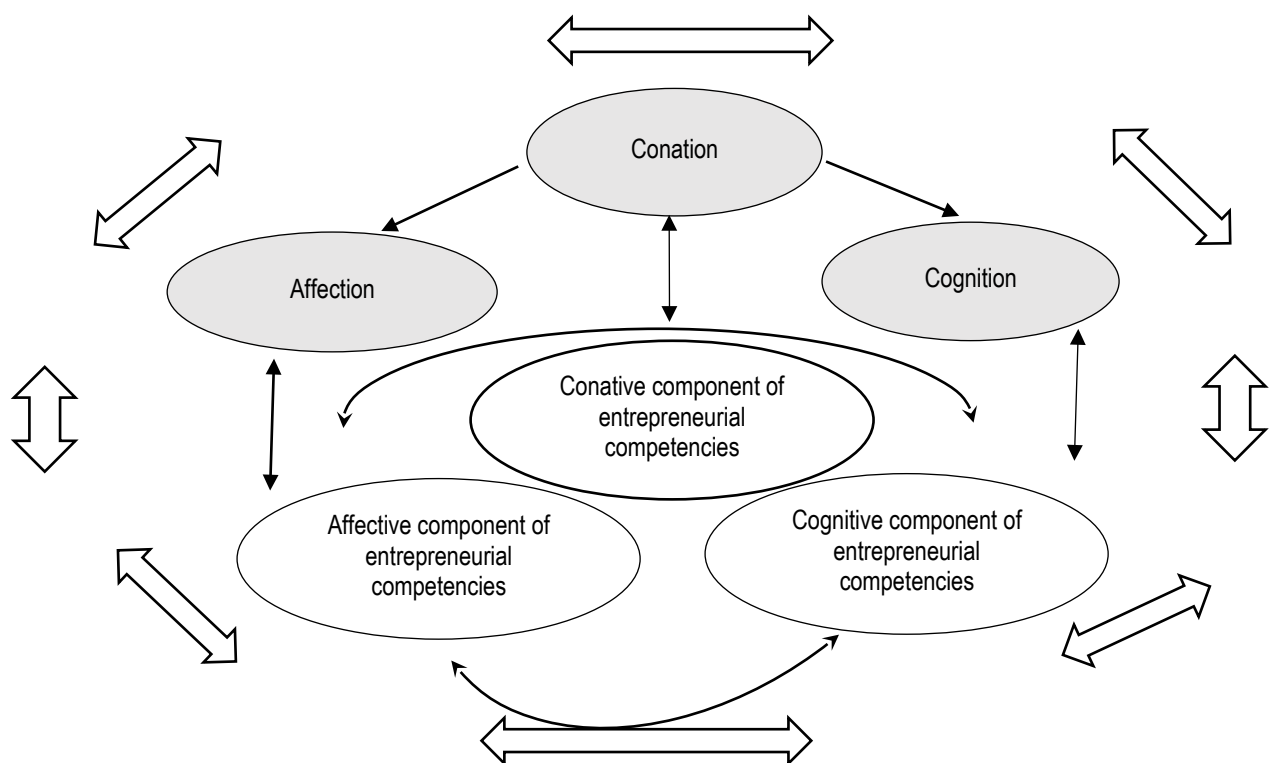 Conation
Affection
Cognition
Conative component of
entrepreneurial
competencies
Affective component of
entrepreneurial
competencies
Cognitive component of
entrepreneurial
competencies